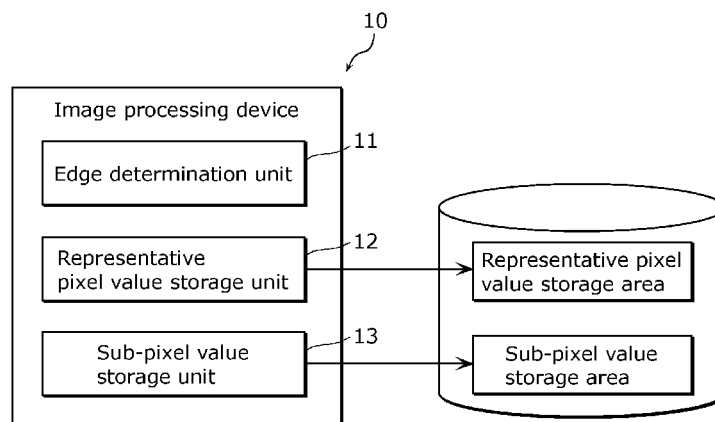 10
Image processing device
11
Edge determination unit
12
Representative
pixel value storage unit
Representative pixel
value storage area
13
Sub-pixel value
storage unit
Sub-pixel value
storage area